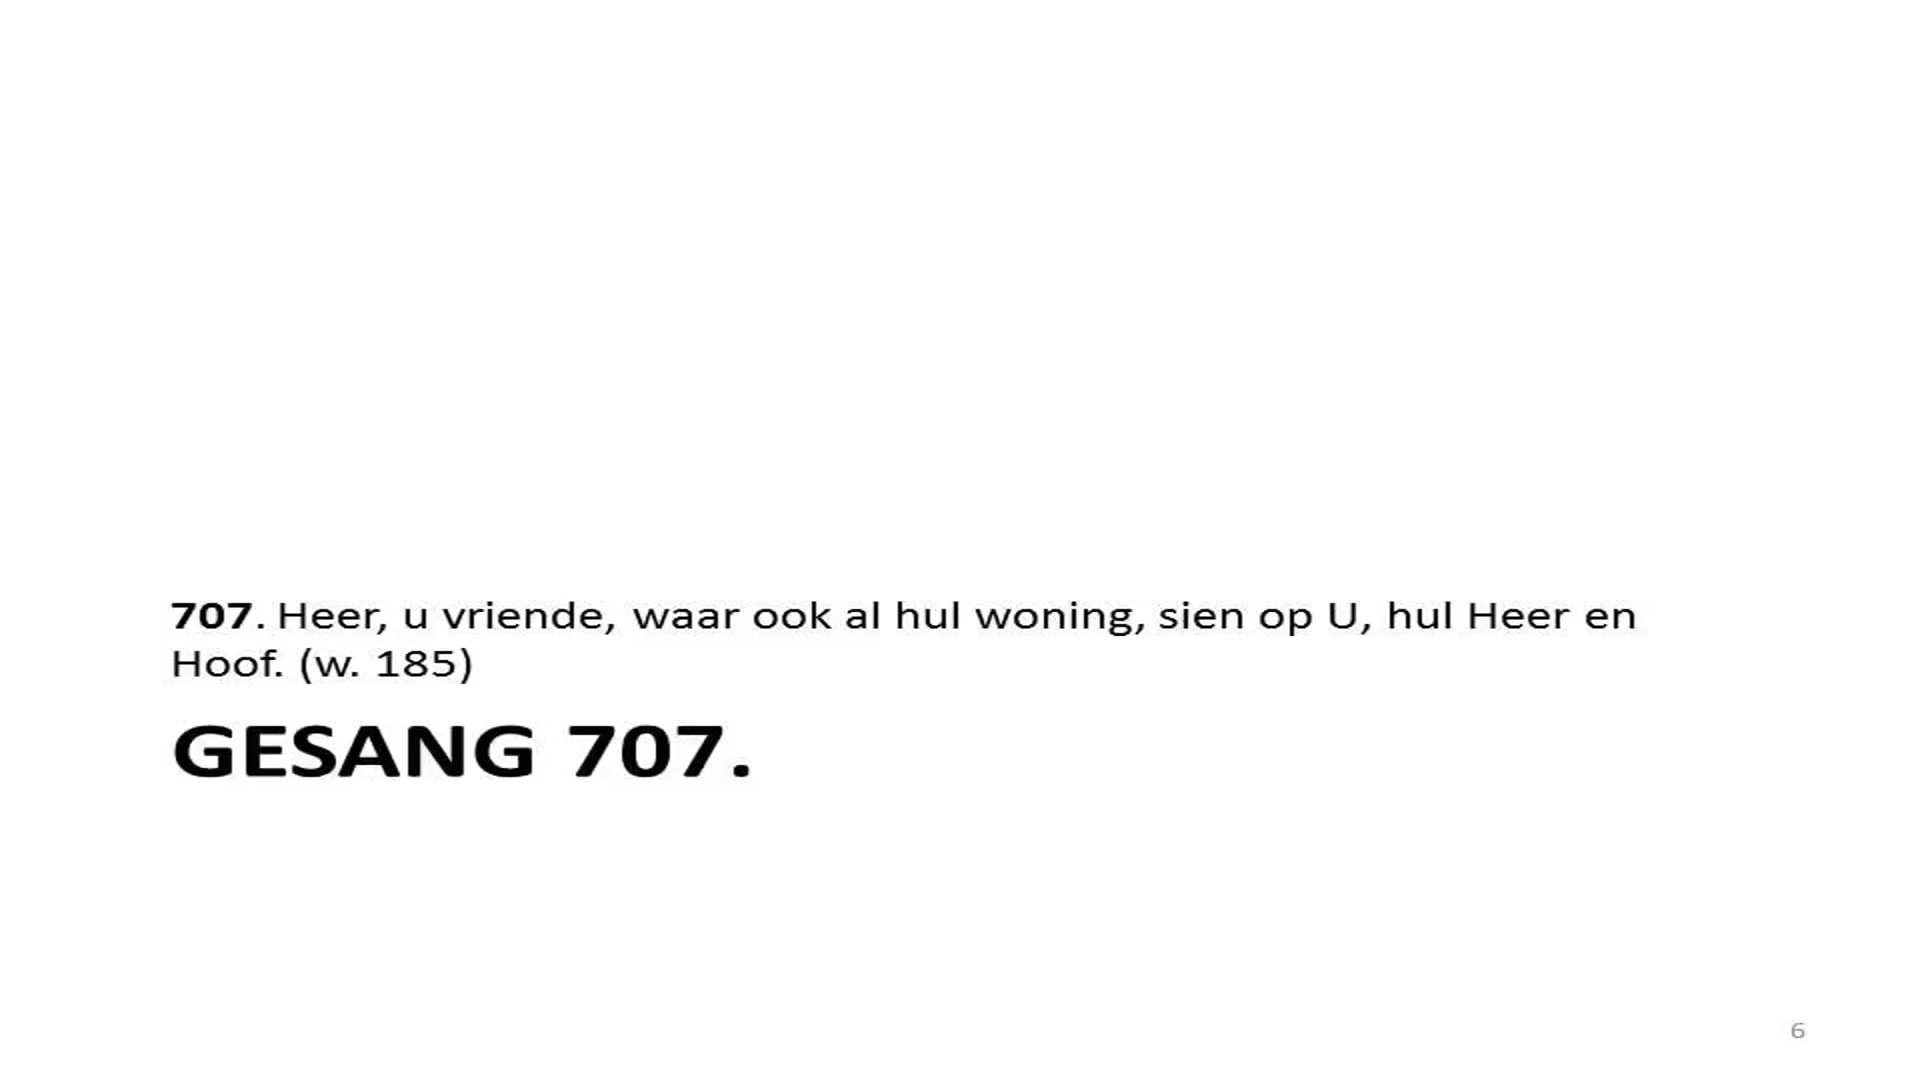 707. Heer, u vriende, waar ook al hul woning, sien op U, hul Heer en
Hoof. (w. 185)
GESANG 707.
6